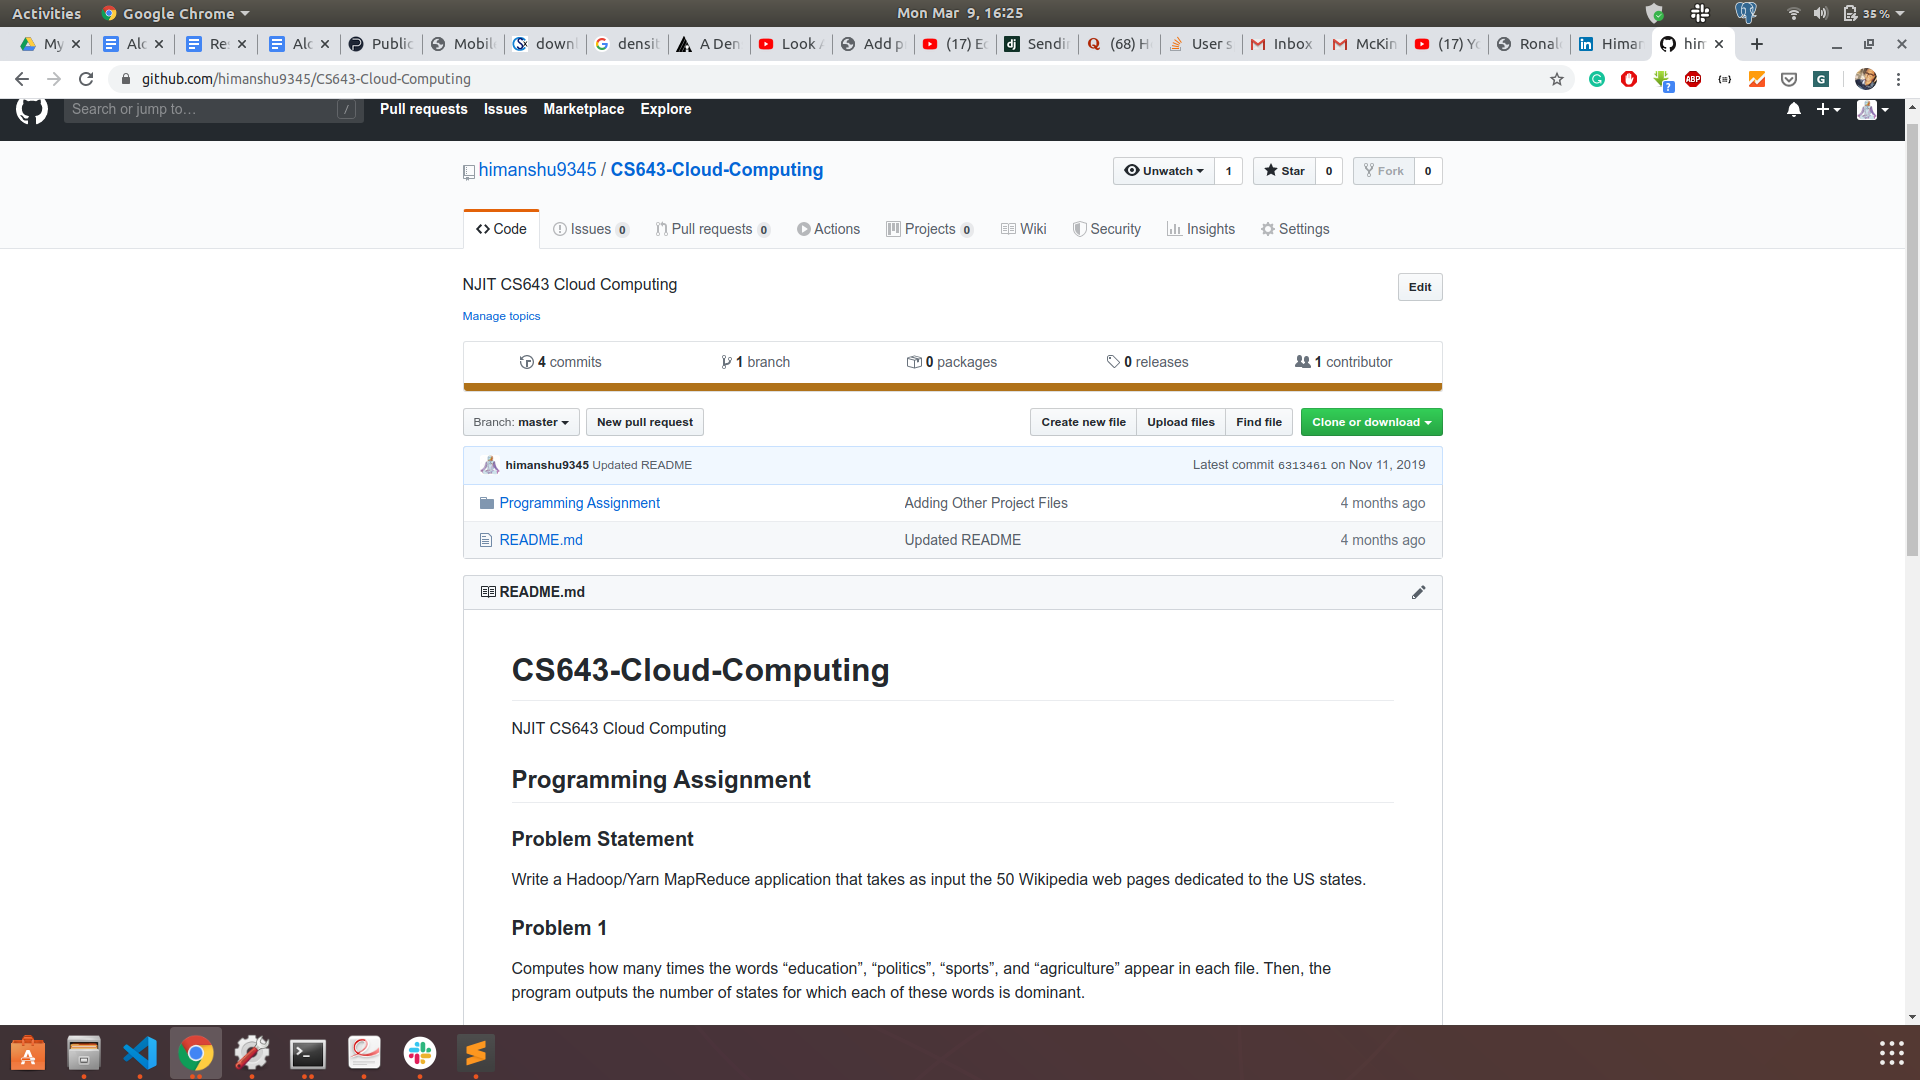 Activities Google Chrome Mon Mar 9, 16:25 35 %
My Alc Re: Alc Public Mobil down densit A Den Look Add p (17) Ec Sendin (68) H User s Inbox McKin (17) Yc Ronal Himar him
github.com/himanshu9345/CS643-Cloud-Computing
Search or jump to... / Pull requests Issues Marketplace Explore
himanshu9345 / CS643-Cloud-Computing Unwatch 1 Star 0 Fork 0
Code Issues 0 Pull requests 0 Actions Projects 0 Wiki Security Insights Settings
NJIT CS643 Cloud Computing Edit
Manage topics
4 commits 1 branch 0 packages 0 releases 1 contributor
Branch: master New pull request Create new file Upload files Find file Clone or download
himanshu9345 Updated README Latest commit 6313461 on Nov 11, 2019
Programming Assignment Adding Other Project Files 4 months ago
README.md Updated README 4 months ago
README.md
CS643-Cloud-Computing
NJIT CS643 Cloud Computing
Programming Assignment
Problem Statement
Write a Hadoop/Yarn MapReduce application that takes as input the 50 Wikipedia web pages dedicated to the US states.
Problem 1
Computes how many times the words “education”, “politics”, “sports”, and “agriculture” appear in each file. Then, the
program outputs the number of states for which each of these words is dominant.